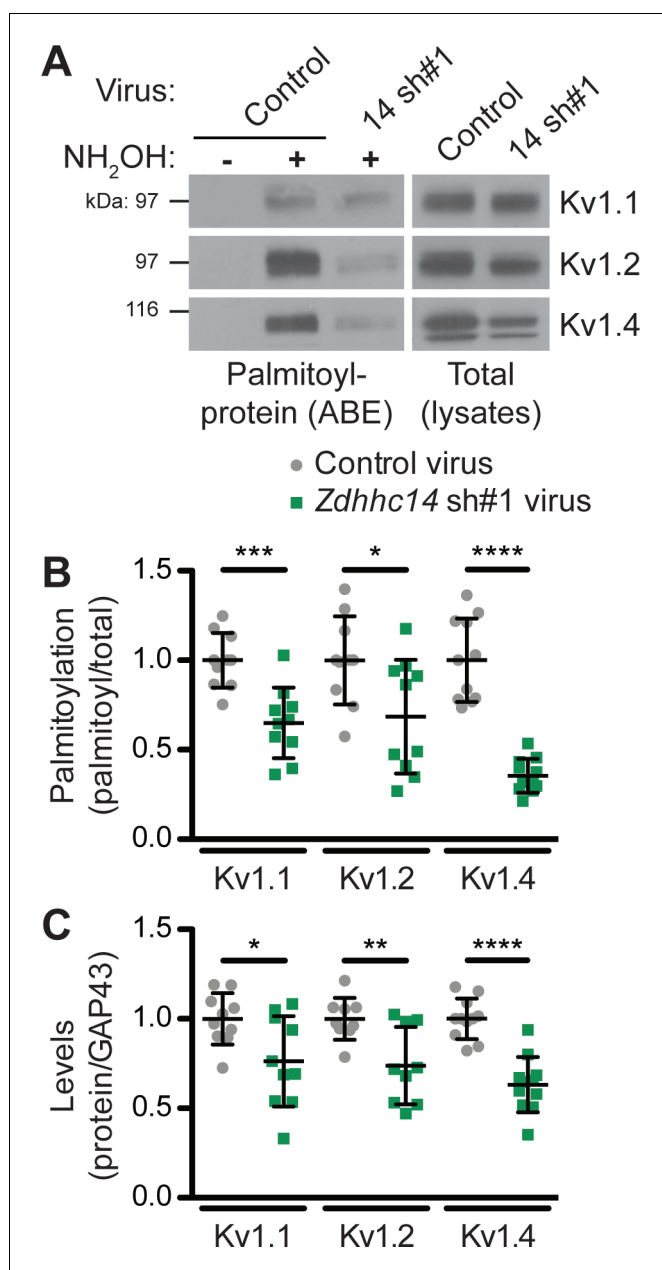 A
Virus:
Control
14 sh#1
Control
14 sh#1
NH2OH:
- + +
kDa: 97
Kv1.1
97
Kv1.2
116
Kv1.4
Palmitoyl-
protein (ABE)
Total
(lysates)
Control virus
Zdhhc14 sh#1 virus
B
Palmitoylation
(palmitoyl/total)
*** * ****
1.5
1.0
0.5
0.0
Kv1.1 Kv1.2 Kv1.4
C
Levels
(protein/GAP43)
* ** ****
1.5
1.0
0.5
0.0
Kv1.1 Kv1.2 Kv1.4